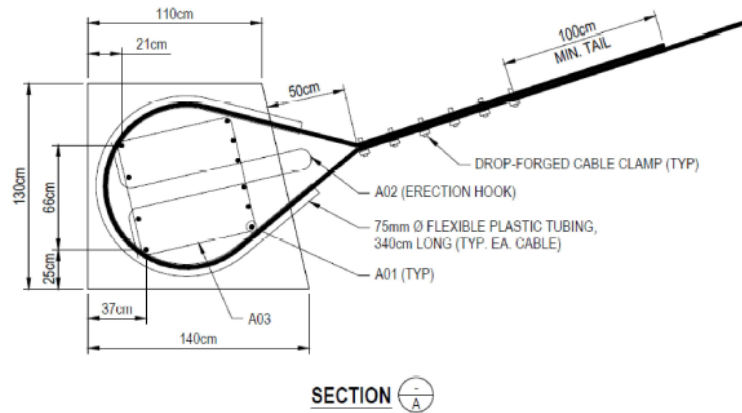 110cm
21cm
100cm
MIN. TAIL
50cm
130cm
66cm
25cm
DROP-FORGED CABLE CLAMP (TYP)
A02 (ERECTION HOOK)
75mm Ø FLEXIBLE PLASTIC TUBING,
340cm LONG (TYP. EA. CABLE)
A01 (TYP)
37cm
A03
140cm
SECTION
-
A